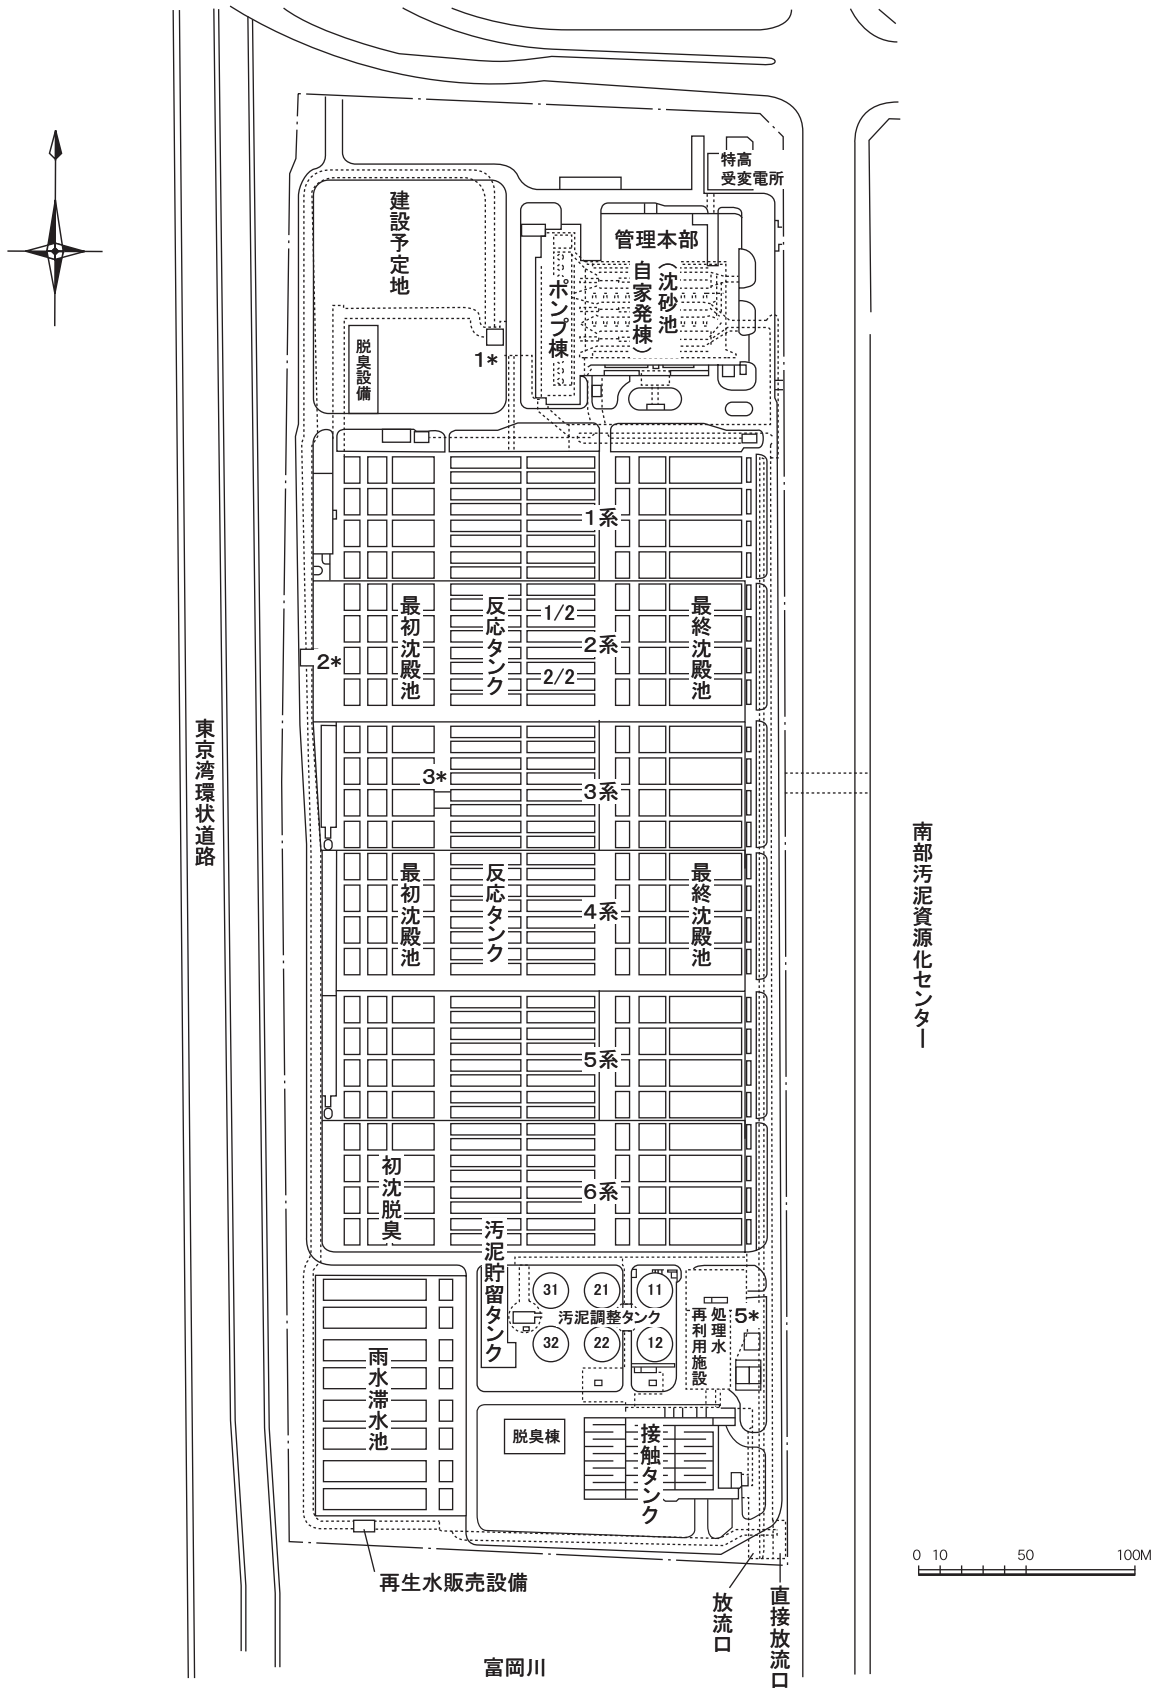 特高
受変電所
建設予定地
管理本部
（沈砂池
自家発棟）
ポンプ棟
脱臭設備
1*
1系
最初沈殿池
反応タンク
1/2
2系
2/2
最終沈殿池
2*
東京湾環状道路
3*
3系
南部汚泥資源化センター
最初沈殿池
反応タンク
4系
最終沈殿池
5系
初沈脱臭
6系
汚泥貯留タンク
31
21
11
汚泥調整タンク
32
22
12
処理水
再利用施設
5*
雨水滞水池
脱臭棟
接触タンク
再生水販売設備
放流口
直接放流口
0 10 50 100M
富岡川